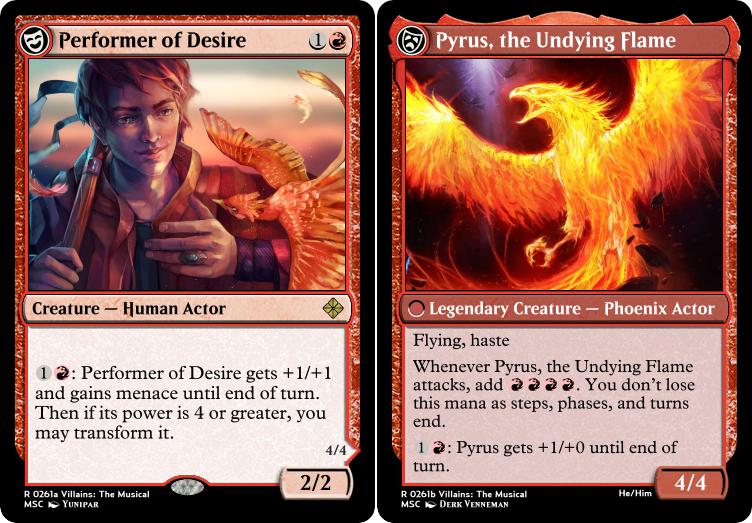 Performer of Desire
1
Creature — Human Actor
1 : Performer of Desire gets +1/+1
and gains menace until end of turn.
Then if its power is 4 or greater, you
may transform it.
4/4
2/2
R 0261a Villains: The Musical
MSC Yunipar
Pyrus, the Undying Flame
Legendary Creature — Phoenix Actor
Flying, haste
Whenever Pyrus, the Undying Flame
attacks, add . You don't lose
this mana as steps, phases, and turns
end.
1 : Pyrus gets +1/+0 until end of
turn.
4/4
R 0261b Villains: The Musical
He/Him
MSC Derk Venneman